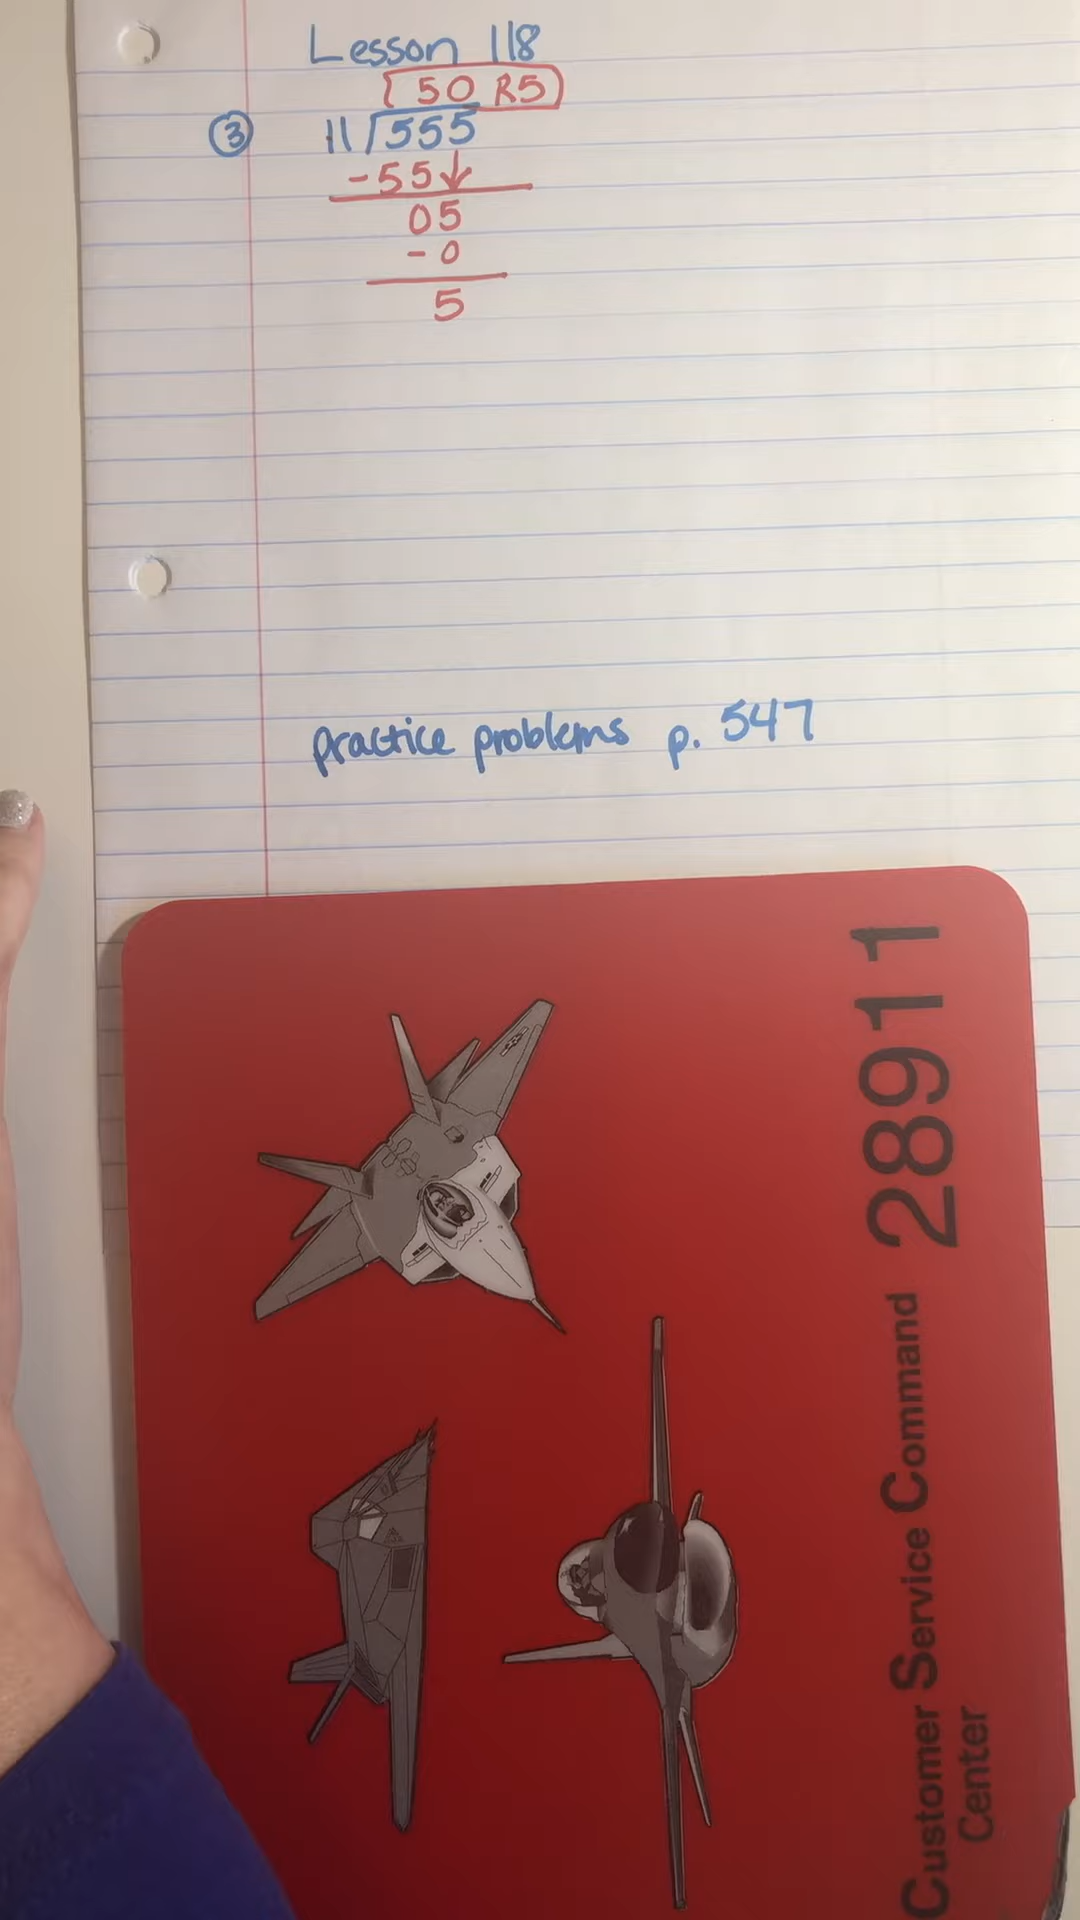 Lesson 118
50 R5
③ 11)555
-55↓
05
-0
5
practice problems p. 547
Customer Service Command 28911
Center